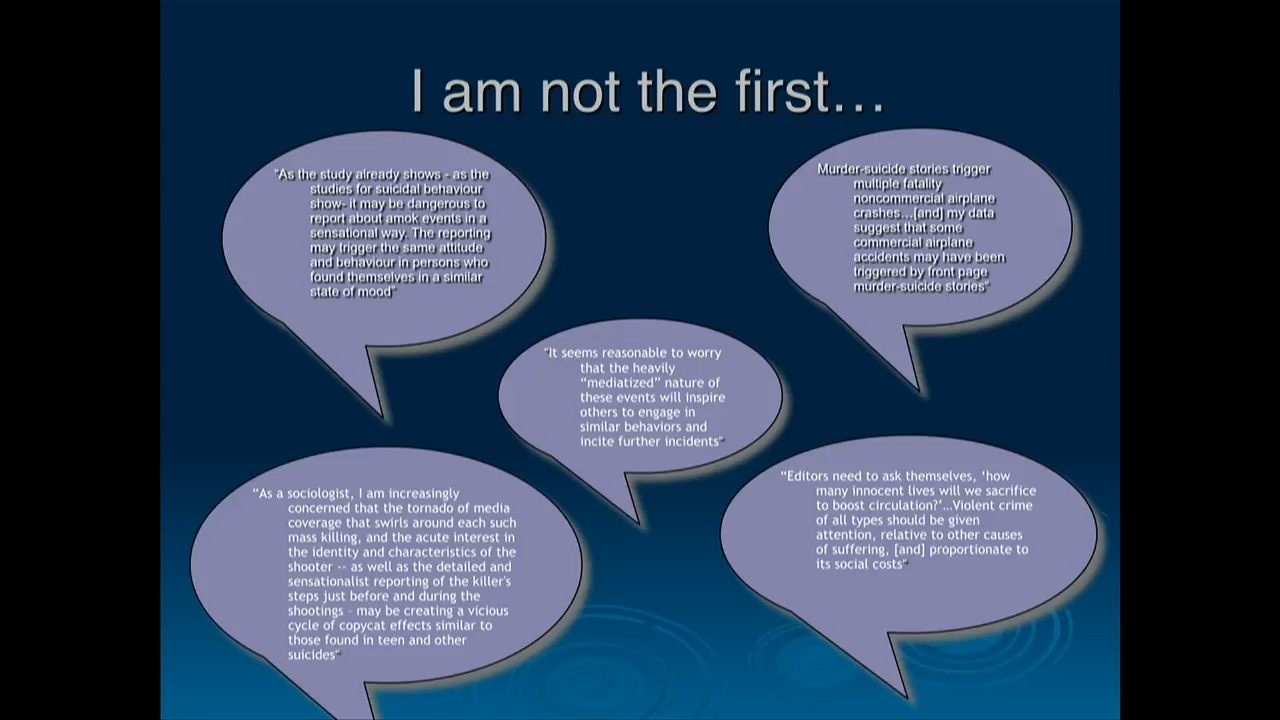 I am not the first…
"As the study already shows - as the
studies for suicidal behaviour
show- it may be dangerous to
report about amok events in a
sensational way. The reporting
may trigger the same attitude
and behaviour in persons who
found themselves in a similar
state of mood"
Murder-suicide stories trigger
multiple fatality
noncommercial airplane
crashes…[and] my data
suggest that some
commercial airplane
accidents may have been
triggered by front page
murder-suicide stories"
"It seems reasonable to worry
that the heavily
“mediatized” nature of
these events will inspire
others to engage in
similar behaviors and
incite further incidents"
“As a sociologist, I am increasingly
concerned that the tornado of media
coverage that swirls around each such
mass killing, and the acute interest in
the identity and characteristics of the
shooter -- as well as the detailed and
sensationalist reporting of the killer's
steps just before and during the
shootings – may be creating a vicious
cycle of copycat effects similar to
those found in teen and other
suicides"
“Editors need to ask themselves, ‘how
many innocent lives will we sacrifice
to boost circulation?’…Violent crime
of all types should be given
attention, relative to other causes
of suffering, [and] proportionate to
its social costs"